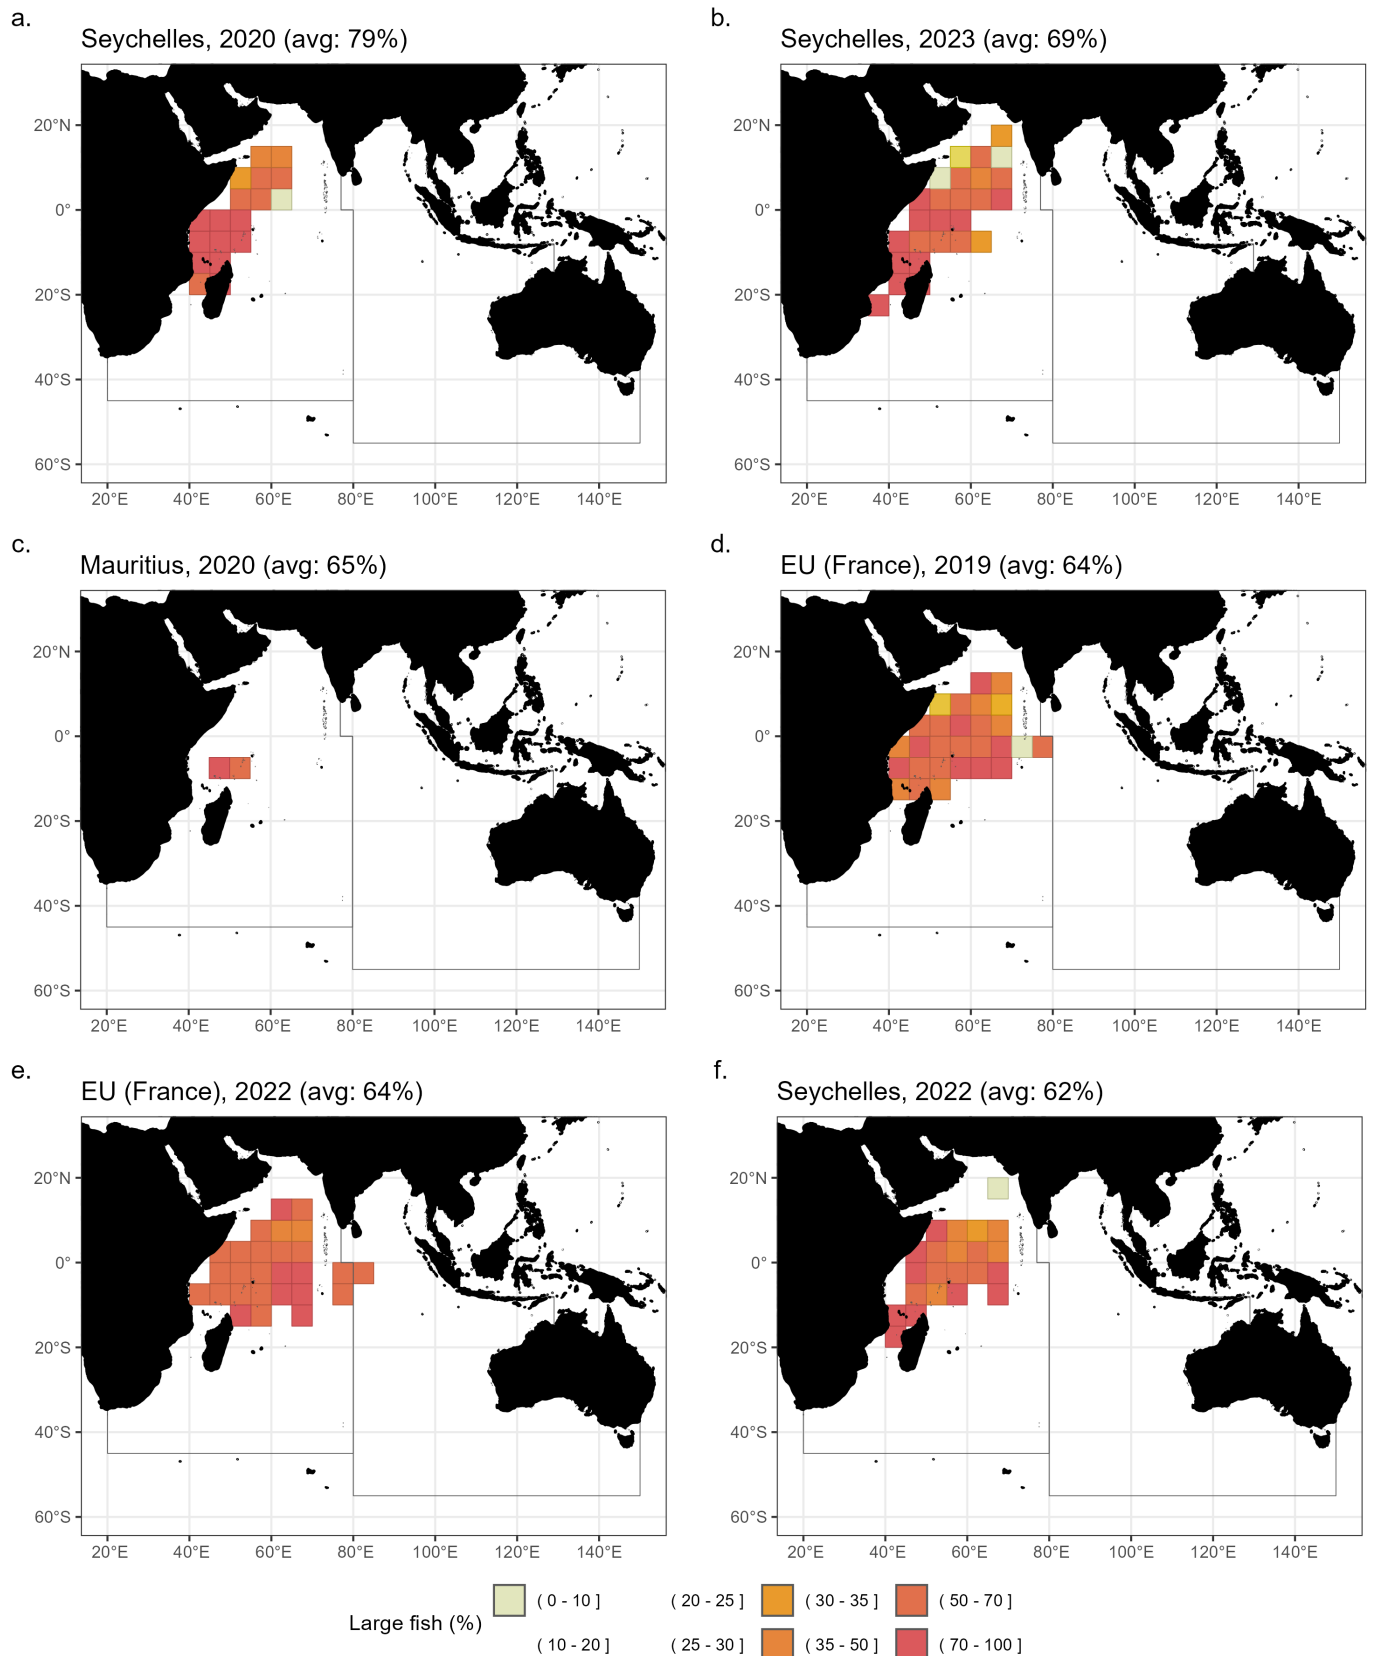 a.
Seychelles, 2020 (avg: 79%)
20°N
0°
20°S
40°S
60°S
20°E 40°E 60°E 80°E 100°E 120°E 140°E
b.
Seychelles, 2023 (avg: 69%)
20°N
0°
20°S
40°S
60°S
20°E 40°E 60°E 80°E 100°E 120°E 140°E
c.
Mauritius, 2020 (avg: 65%)
20°N
0°
20°S
40°S
60°S
20°E 40°E 60°E 80°E 100°E 120°E 140°E
d.
EU (France), 2019 (avg: 64%)
20°N
0°
20°S
40°S
60°S
20°E 40°E 60°E 80°E 100°E 120°E 140°E
e.
EU (France), 2022 (avg: 64%)
20°N
0°
20°S
40°S
60°S
20°E 40°E 60°E 80°E 100°E 120°E 140°E
f.
Seychelles, 2022 (avg: 62%)
20°N
0°
20°S
40°S
60°S
20°E 40°E 60°E 80°E 100°E 120°E 140°E
Large fish (%)
( 0 - 10 ] ( 20 - 25 ] ( 30 - 35 ] ( 50 - 70 ]
( 10 - 20 ] ( 25 - 30 ] ( 35 - 50 ] ( 70 - 100 ]